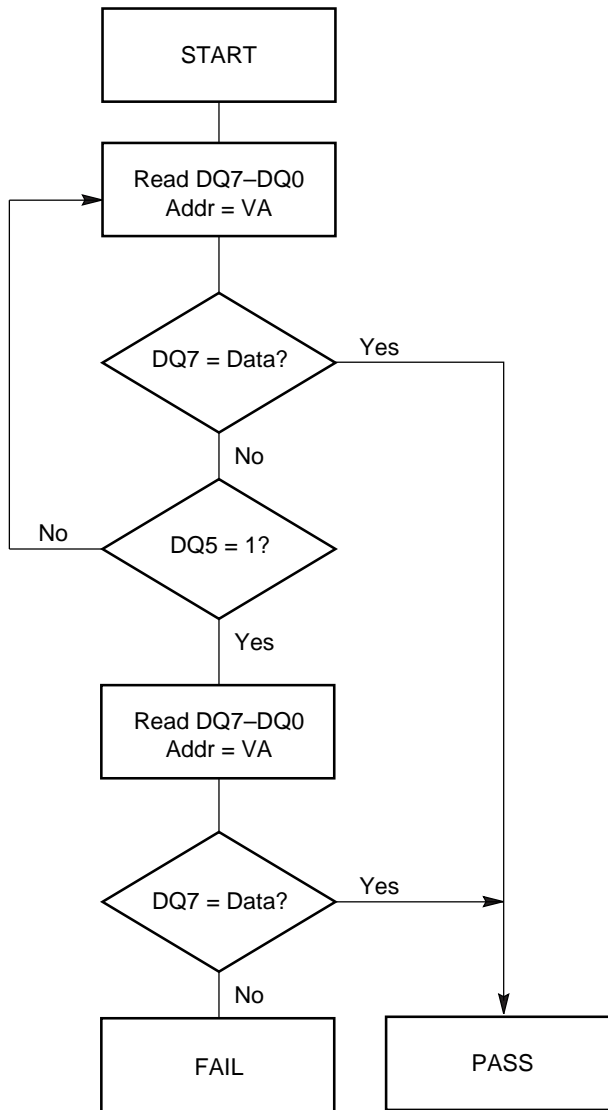 START
Read DQ7–DQ0
Addr = VA
DQ7 = Data?
Yes
No
No
DQ5 = 1?
Yes
Read DQ7–DQ0
Addr = VA
DQ7 = Data?
Yes
No
FAIL
PASS